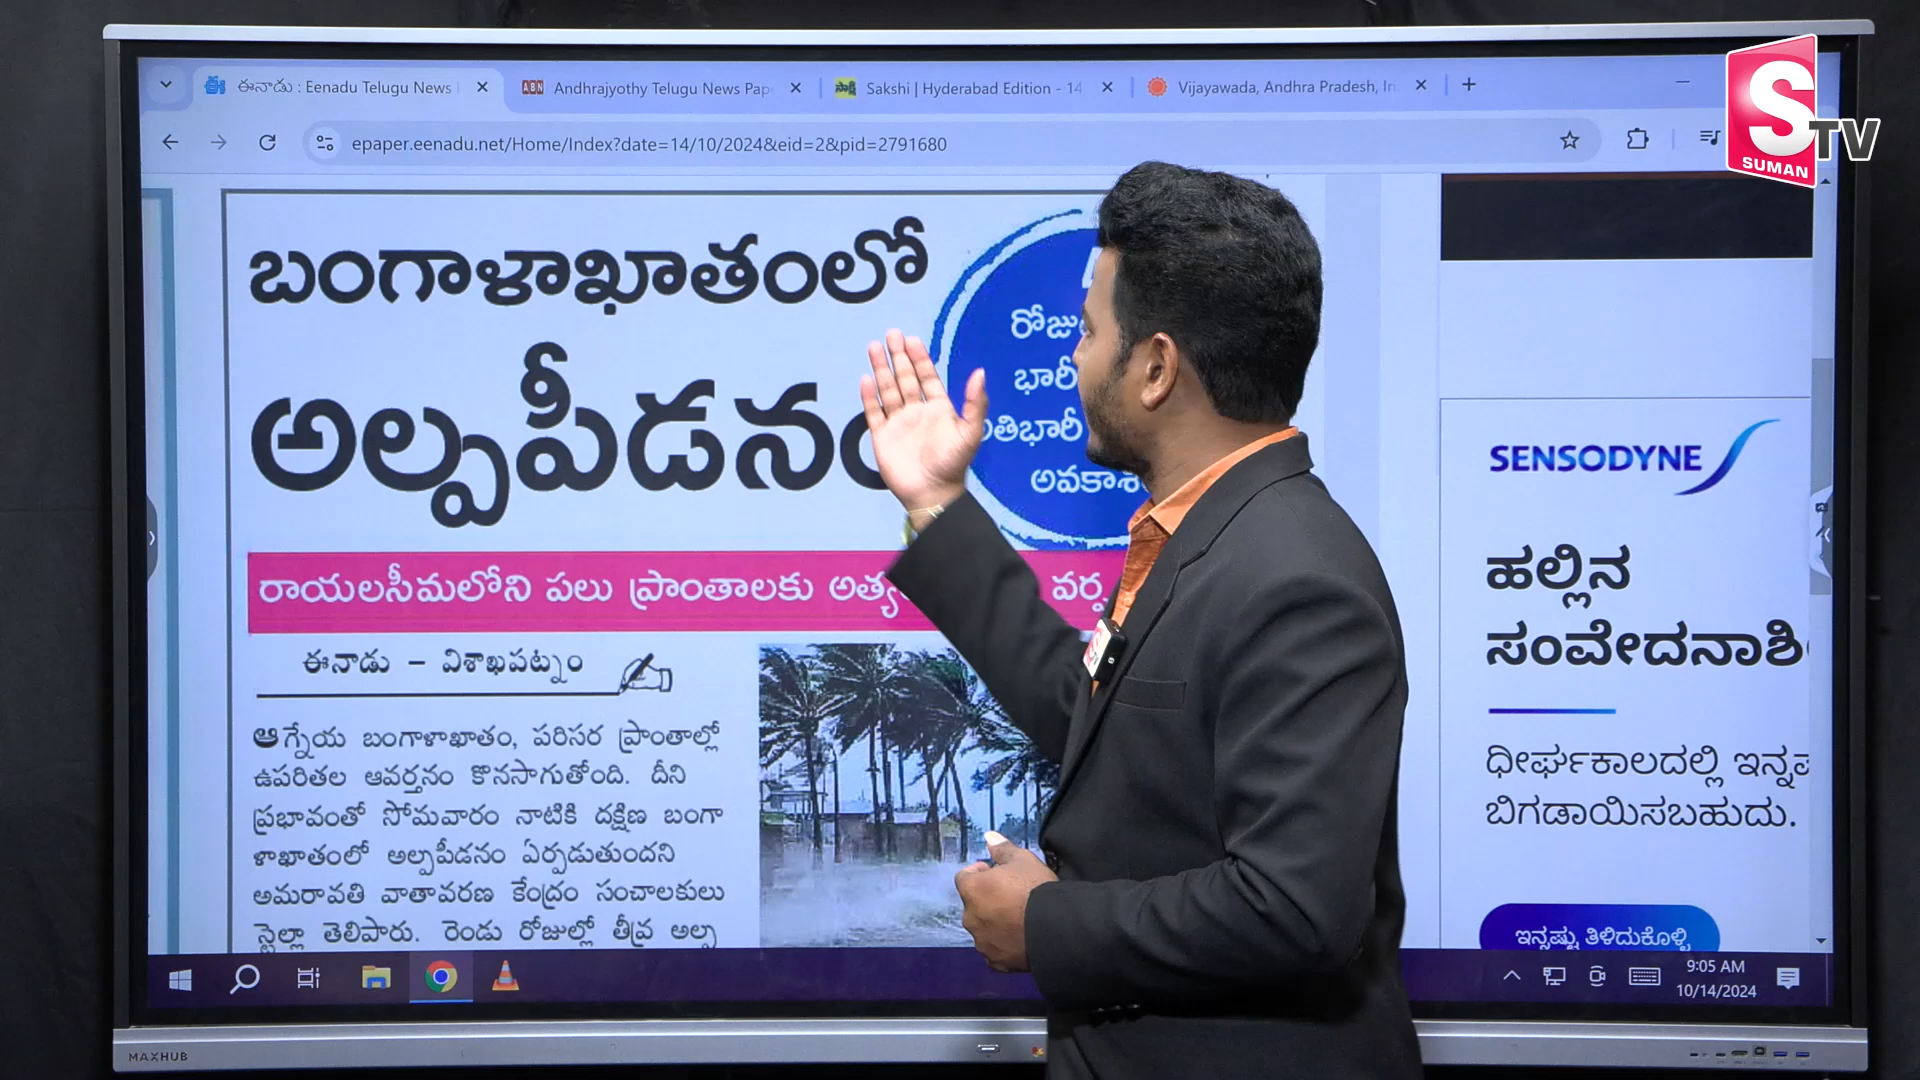 ఈనాడు : Eenadu Telugu News
Andhrajyothy Telugu News Pap
Sakshi | Hyderabad Edition - 14
Vijayawada, Andhra Pradesh, In
epaper.eenadu.net/Home/Index?date=14/10/2024&eid=2&pid=2791680
S TV
SUMAN
బంగాళాఖాతంలో
అల్పపీడనం
భారీ
రాయలసీమలోని పలు ప్రాంతాలకు
ఈనాడు - విశాఖపట్నం
ఆగ్నేయ బంగాళాఖాతం, పరిసర ప్రాంతాల్లో
ఉపరితల ఆవర్తనం కొనసాగుతోంది. దీని
ప్రభావంతో సోమవారం నాటికి దక్షిణ బంగా
ళాఖాతంలో అల్పపీడనం ఏర్పడుతుందని
అమరావతి వాతావరణ కేంద్రం సంచాలకులు
స్టెల్లా తెలిపారు. రెండు రోజుల్లో తీవ్ర అల్ప
SENSODYNE
ಹಲ್ಲಿನ
ಸಂವೇದನಾಶಿ
ಧೀರ್ಘಕಾಲದಲ್ಲಿ
ಬಿಗಡಾಯಿಸಬಹುದು.
ಇನ್ನಷ್ಟು ತಿಳಿದುಕೊಳ್ಳಿ
9:05 AM
10/14/2024
MAXHUB